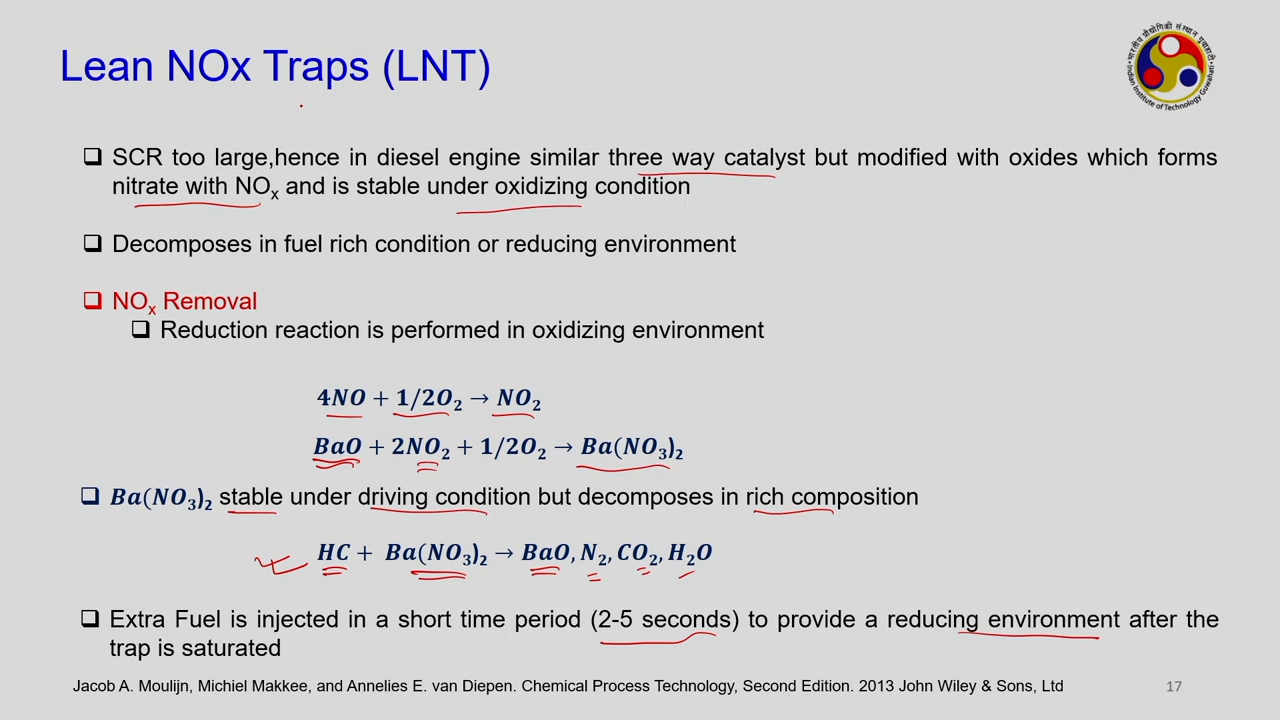 Lean NOx Traps (LNT)
भारतीय प्रौद्योगिकी संस्थान गुवाहाटी
Indian Institute of Technology Guwahati
❑ SCR too large,hence in diesel engine similar three way catalyst but modified with oxides which forms
nitrate with NOx and is stable under oxidizing condition
❑ Decomposes in fuel rich condition or reducing environment
❑ NOx Removal
❑ Reduction reaction is performed in oxidizing environment
4NO + 1/2O₂ → NO₂
BaO + 2NO₂ + 1/2O₂ → Ba(NO₃)₂
❑ Ba(NO₃)₂ stable under driving condition but decomposes in rich composition
HC + Ba(NO₃)₂ → BaO, N₂, CO₂, H₂O
❑ Extra Fuel is injected in a short time period (2-5 seconds) to provide a reducing environment after the
trap is saturated
Jacob A. Moulijn, Michiel Makkee, and Annelies E. van Diepen. Chemical Process Technology, Second Edition. 2013 John Wiley & Sons, Ltd
17